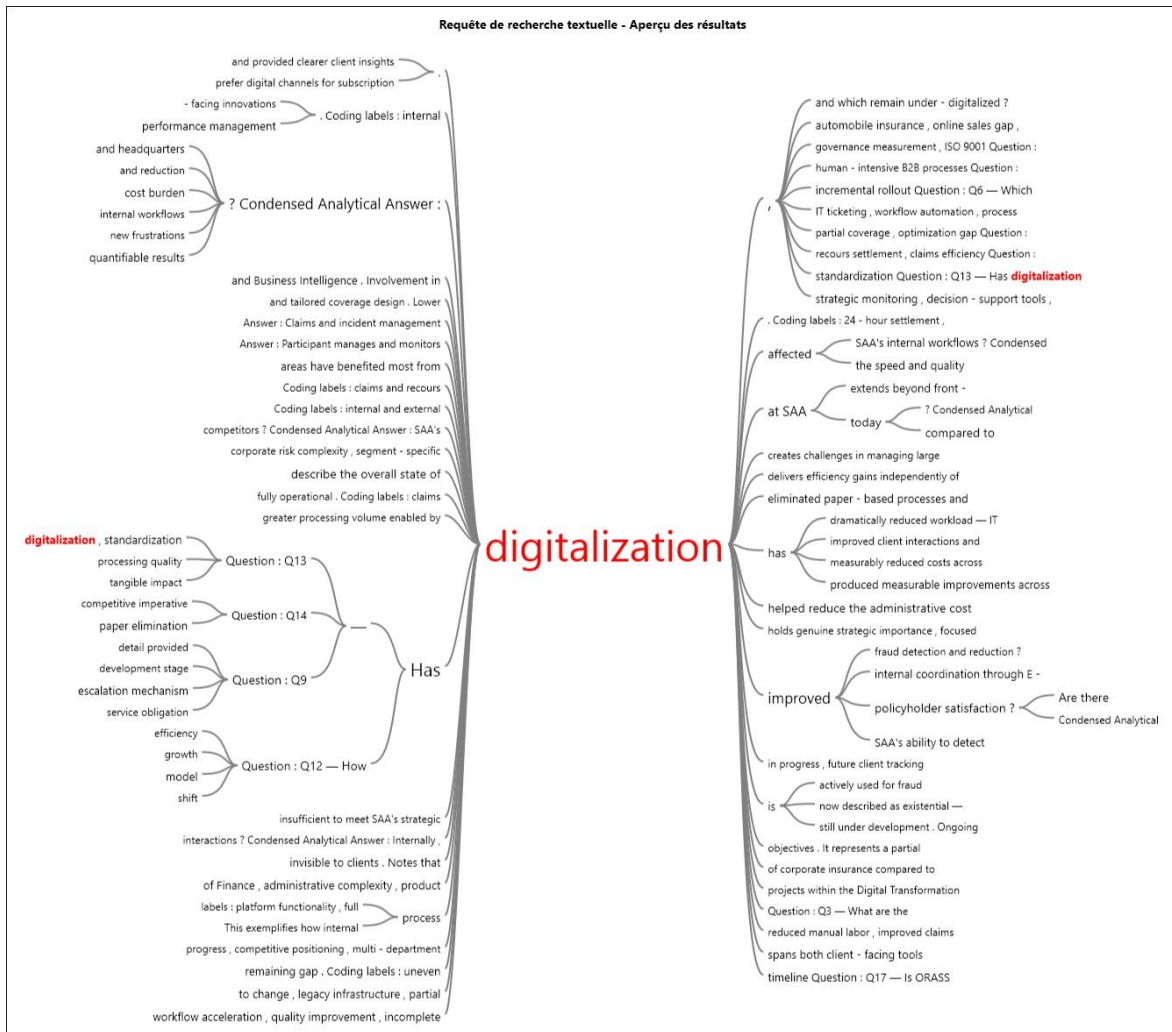 Requête de recherche textuelle - Aperçu des résultats
and provided clearer client insights
prefer digital channels for subscription
.
- facing innovations
performance management
. Coding labels : internal
and headquarters
and reduction
cost burden
internal workflows
new frustrations
quantifiable results
? Condensed Analytical Answer :
and Business Intelligence . Involvement in
and tailored coverage design . Lower
Answer : Claims and incident management
Answer : Participant manages and monitors
areas have benefited most from
Coding labels : claims and recours
Coding labels : internal and external
competitors ? Condensed Analytical Answer : SAA's
corporate risk complexity , segment - specific
describe the overall state of
fully operational . Coding labels : claims
greater processing volume enabled by
digitalization , standardization
processing quality
tangible impact
Question : Q13
competitive imperative
paper elimination
Question : Q14
detail provided
development stage
escalation mechanism
service obligation
Question : Q9
—
efficiency
growth
model
shift
Question : Q12 — How
Has
insufficient to meet SAA's strategic
interactions ? Condensed Analytical Answer : Internally ,
invisible to clients . Notes that
of Finance , administrative complexity , product
labels : platform functionality , full
This exemplifies how internal
process
progress , competitive positioning , multi - department
remaining gap . Coding labels : uneven
to change , legacy infrastructure , partial
workflow acceleration , quality improvement , incomplete
digitalization
,
and which remain under - digitalized ?
automobile insurance , online sales gap ,
governance measurement , ISO 9001 Question :
human - intensive B2B processes Question :
incremental rollout Question : Q6 — Which
IT ticketing , workflow automation , process
partial coverage , optimization gap Question :
recours settlement , claims efficiency Question :
standardization Question : Q13 — Has digitalization
strategic monitoring , decision - support tools ,
. Coding labels : 24 - hour settlement ,
affected
SAA's internal workflows ? Condensed
the speed and quality
at SAA
extends beyond front -
today
? Condensed Analytical
compared to
creates challenges in managing large
delivers efficiency gains independently of
eliminated paper - based processes and
has
dramatically reduced workload — IT
improved client interactions and
measurably reduced costs across
produced measurable improvements across
helped reduce the administrative cost
holds genuine strategic importance , focused
improved
fraud detection and reduction ?
internal coordination through E -
policyholder satisfaction ?
Are there
Condensed Analytical
SAA's ability to detect
in progress , future client tracking
is
actively used for fraud
now described as existential —
still under development . Ongoing
objectives . It represents a partial
of corporate insurance compared to
projects within the Digital Transformation
Question : Q3 — What are the
reduced manual labor , improved claims
spans both client - facing tools
timeline Question : Q17 — Is ORASS